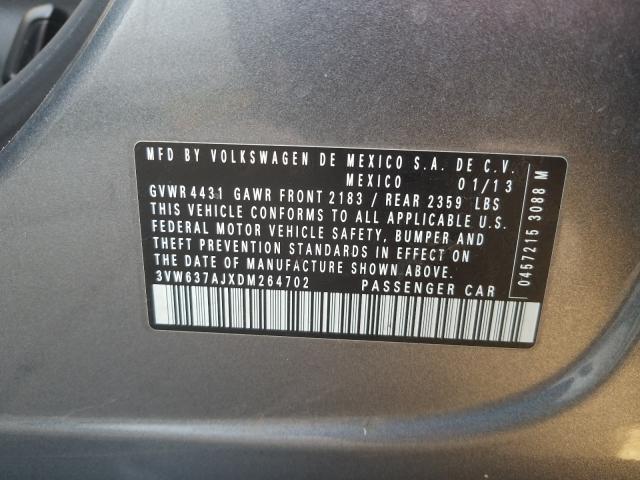 MFD BY VOLKSWAGEN DE MEXICO S.A. DE C.V.
MEXICO 01/13
GVWR 4431 GAWR FRONT 2183 / REAR 2359 LBS
THIS VEHICLE CONFORMS TO ALL APPLICABLE U.S.
FEDERAL MOTOR VEHICLE SAFETY, BUMPER AND
THEFT PREVENTION STANDARDS IN EFFECT ON
THE DATE OF MANUFACTURE SHOWN ABOVE.
3VW637AJXDM264702 PASSENGER CAR
0457215 3088 M